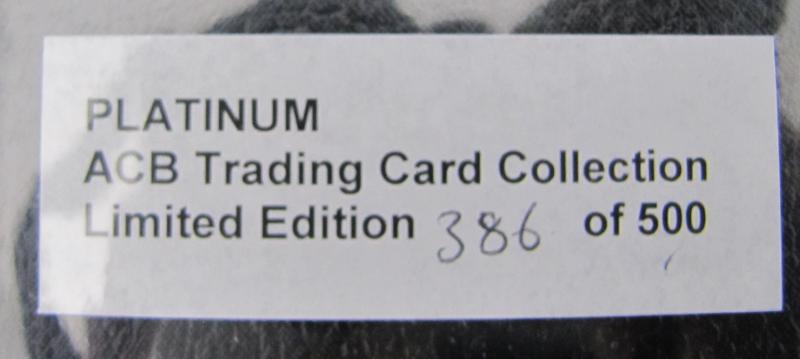 PLATINUM
ACB Trading Card Collection
Limited Edition 386 of 500